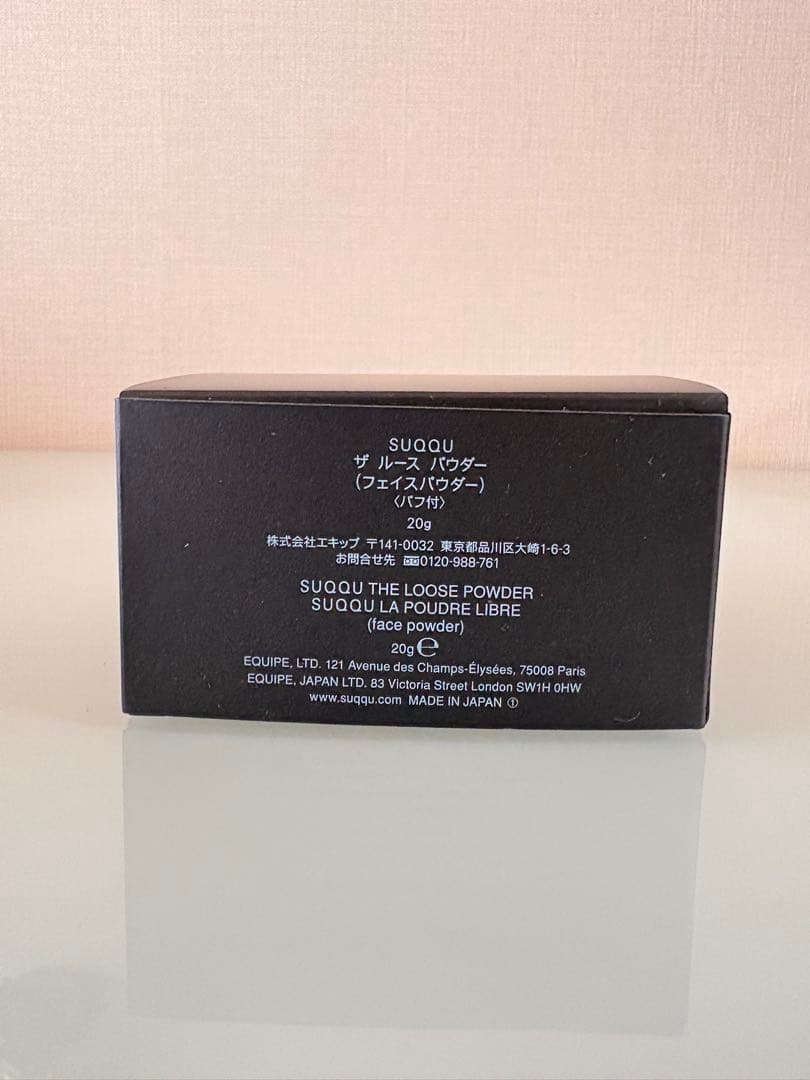 SUQQU
ザ ルース パウダー
(フェイスパウダー)
〈パフ付〉
20g
株式会社エキップ 〒141-0032 東京都品川区大崎1-6-3
お問合せ先 0120-988-761
SUQQU THE LOOSE POWDER
SUQQU LA POUDRE LIBRE
(face powder)
20g℮
EQUIPE, LTD. 121 Avenue des Champs-Élysées, 75008 Paris
EQUIPE, JAPAN LTD. 83 Victoria Street London SW1H 0HW
www.suqqu.com MADE IN JAPAN ①